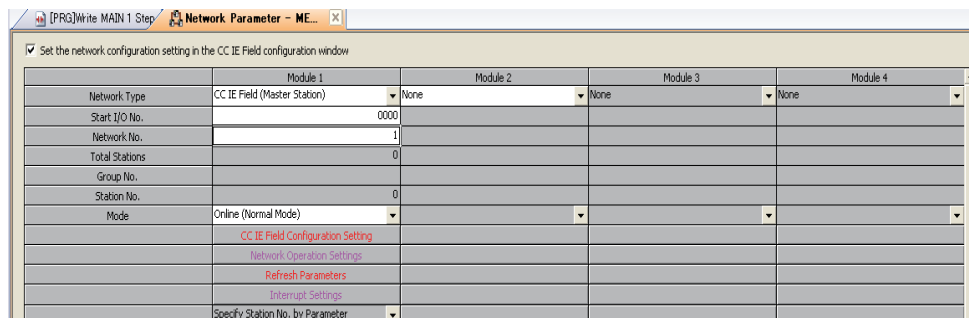 [PRG]Write MAIN 1 Step Network Parameter - ME... X
Set the network configuration setting in the CC IE Field configuration window
Module 1 Module 2 Module 3 Module 4
Network Type CC IE Field (Master Station) None None None
Start I/O No. 0000
Network No. 1
Total Stations 0
Group No.
Station No. 0
Mode Online (Normal Mode)
CC IE Field Configuration Setting
Network Operation Settings
Refresh Parameters
Interrupt Settings
Specify Station No. by Parameter